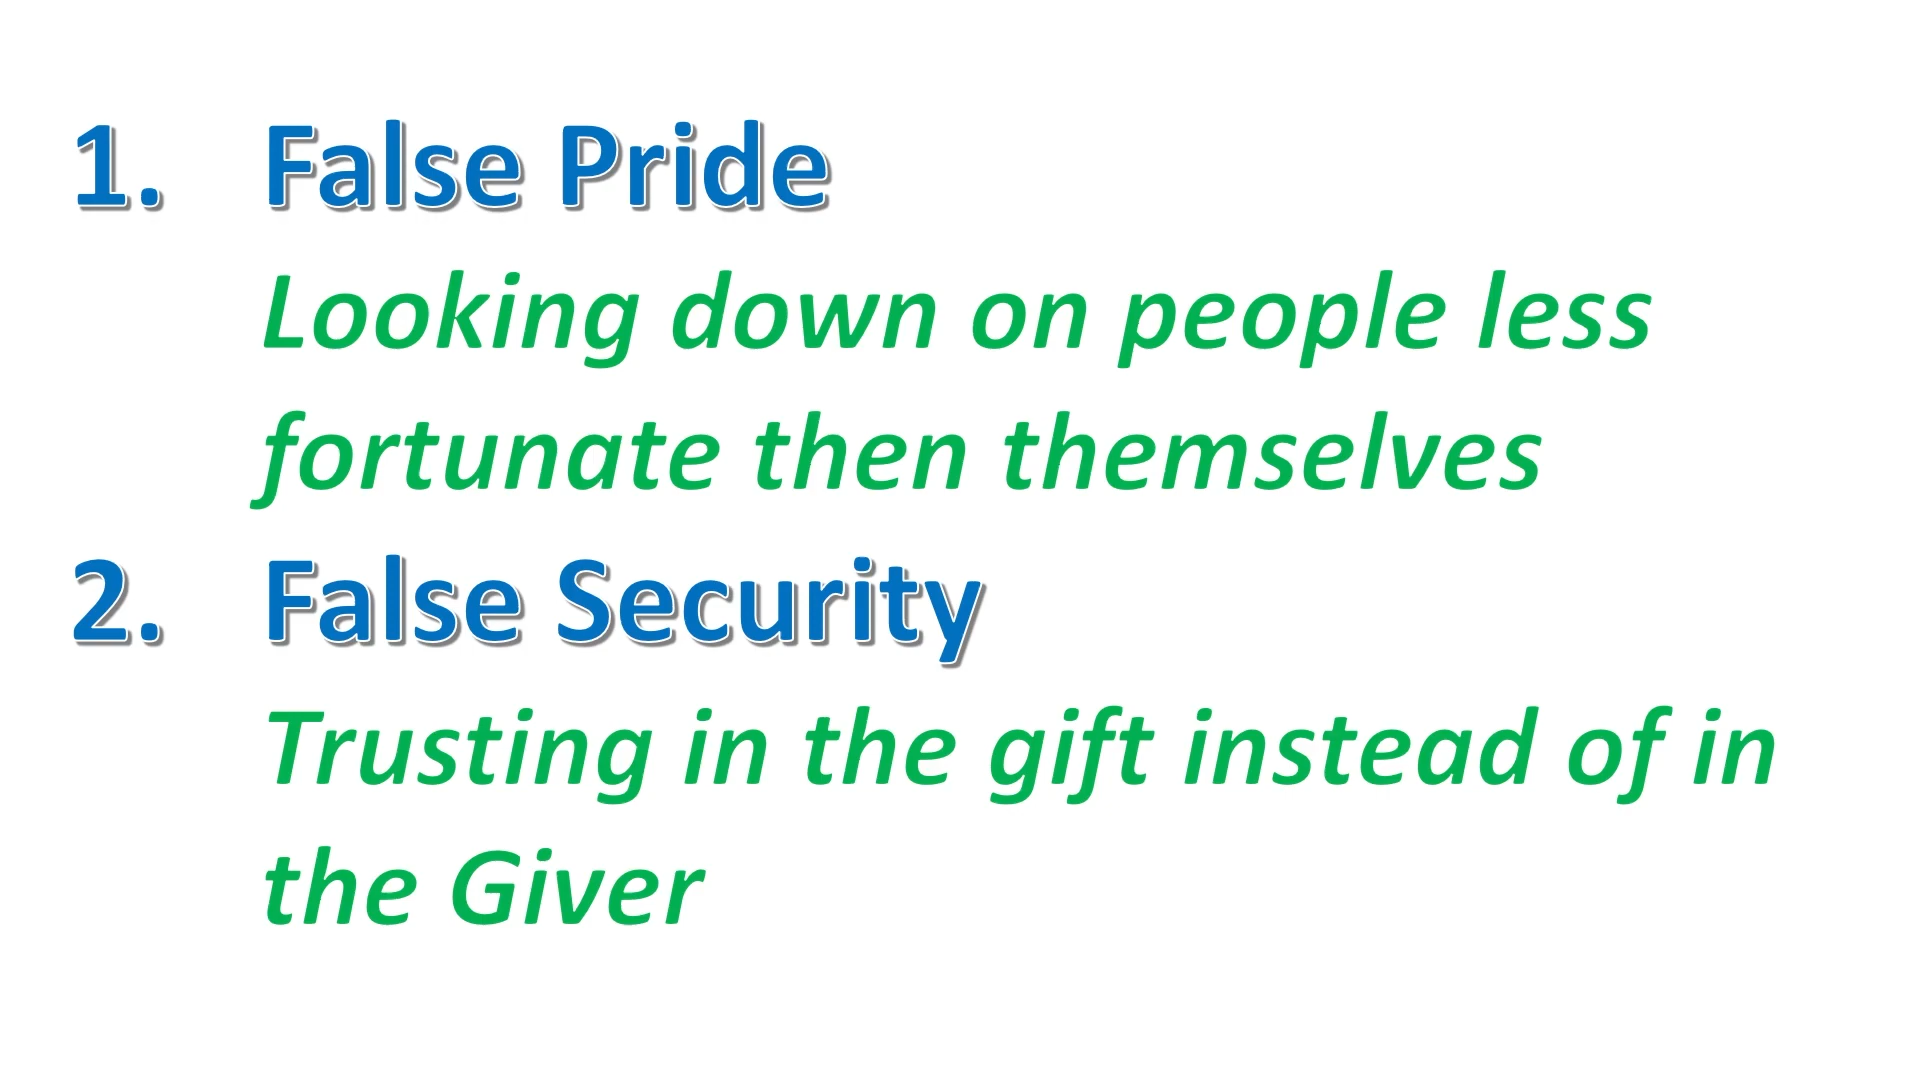 1. False Pride
Looking down on people less
fortunate then themselves
2. False Security
Trusting in the gift instead of in
the Giver